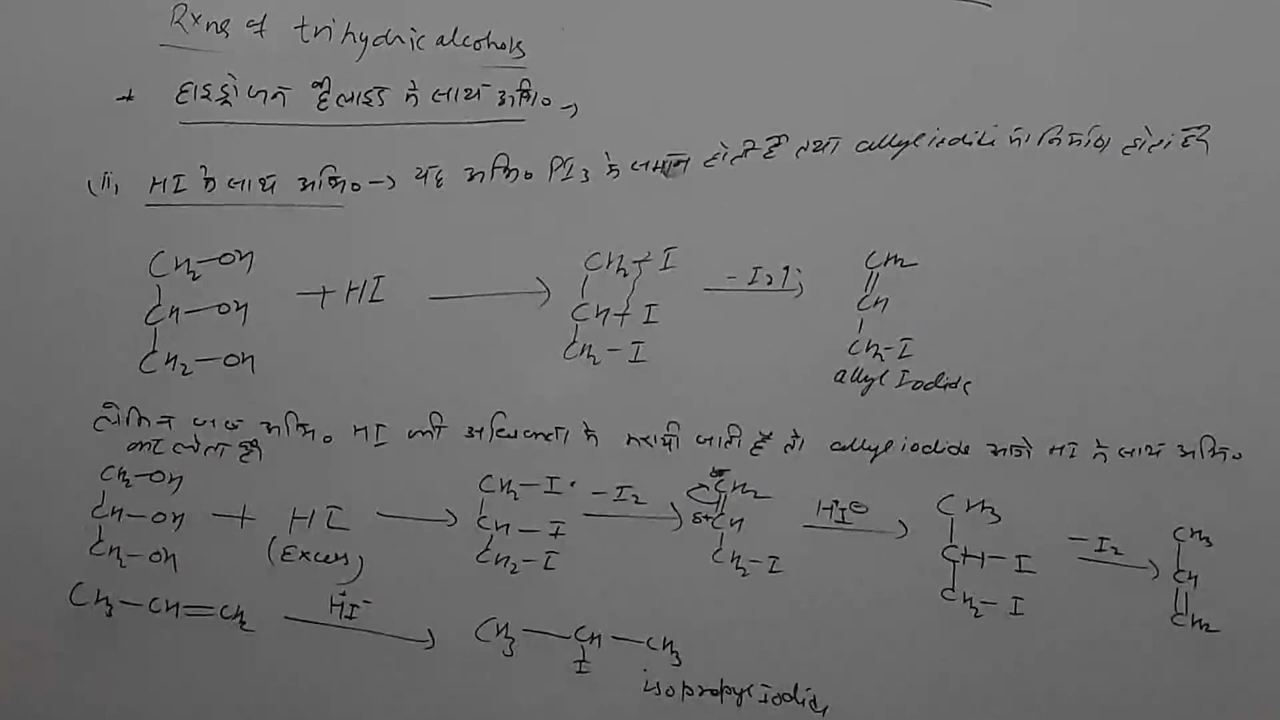 Rxns of trihydric alcohols
* हाइड्रोजन हैलाइड के साथ अभि० →
(ii) HI के साथ अभि० → यह अभि० PI3 के समान होती है तथा allyl iodide का निर्माण होता है
CH2-OH
CH-OH
CH2-OH
+ HI →
CH2-I
CH-I
CH2-I
-I2 →
CH2
||
CH
CH2-I
allyl Iodide
लेकिन जब अभि० HI की अधिकता में करायी जाती है तो allyl iodide आगे HI के साथ अभि०
कर लेता है
CH2-OH
CH-OH
CH2-OH
+ HI →
(Excess)
CH2-I
CH-I
CH2-I
-I2 →
CH2
||
δ+CH
CH2-I
HI⊖ →
CH3
CH-I
CH2-I
-I2 →
CH3
CH
||
CH2
CH3-CH=CH2
H+I- →
CH3-CH-CH3
I
isopropyl Iodide